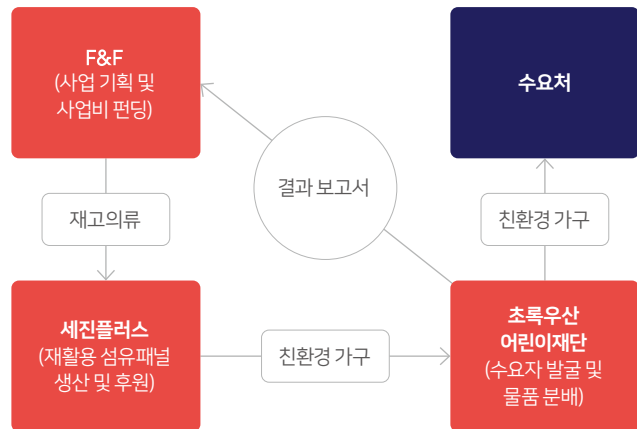 F&F
(사업 기획 및
사업비 펀딩)
수요처
결과 보고서
재고의류
친환경 가구
세진플러스
(재활용 섬유패널
생산 및 후원)
친환경 가구
초록우산
어린이재단
(수요자 발굴 및
물품 분배)